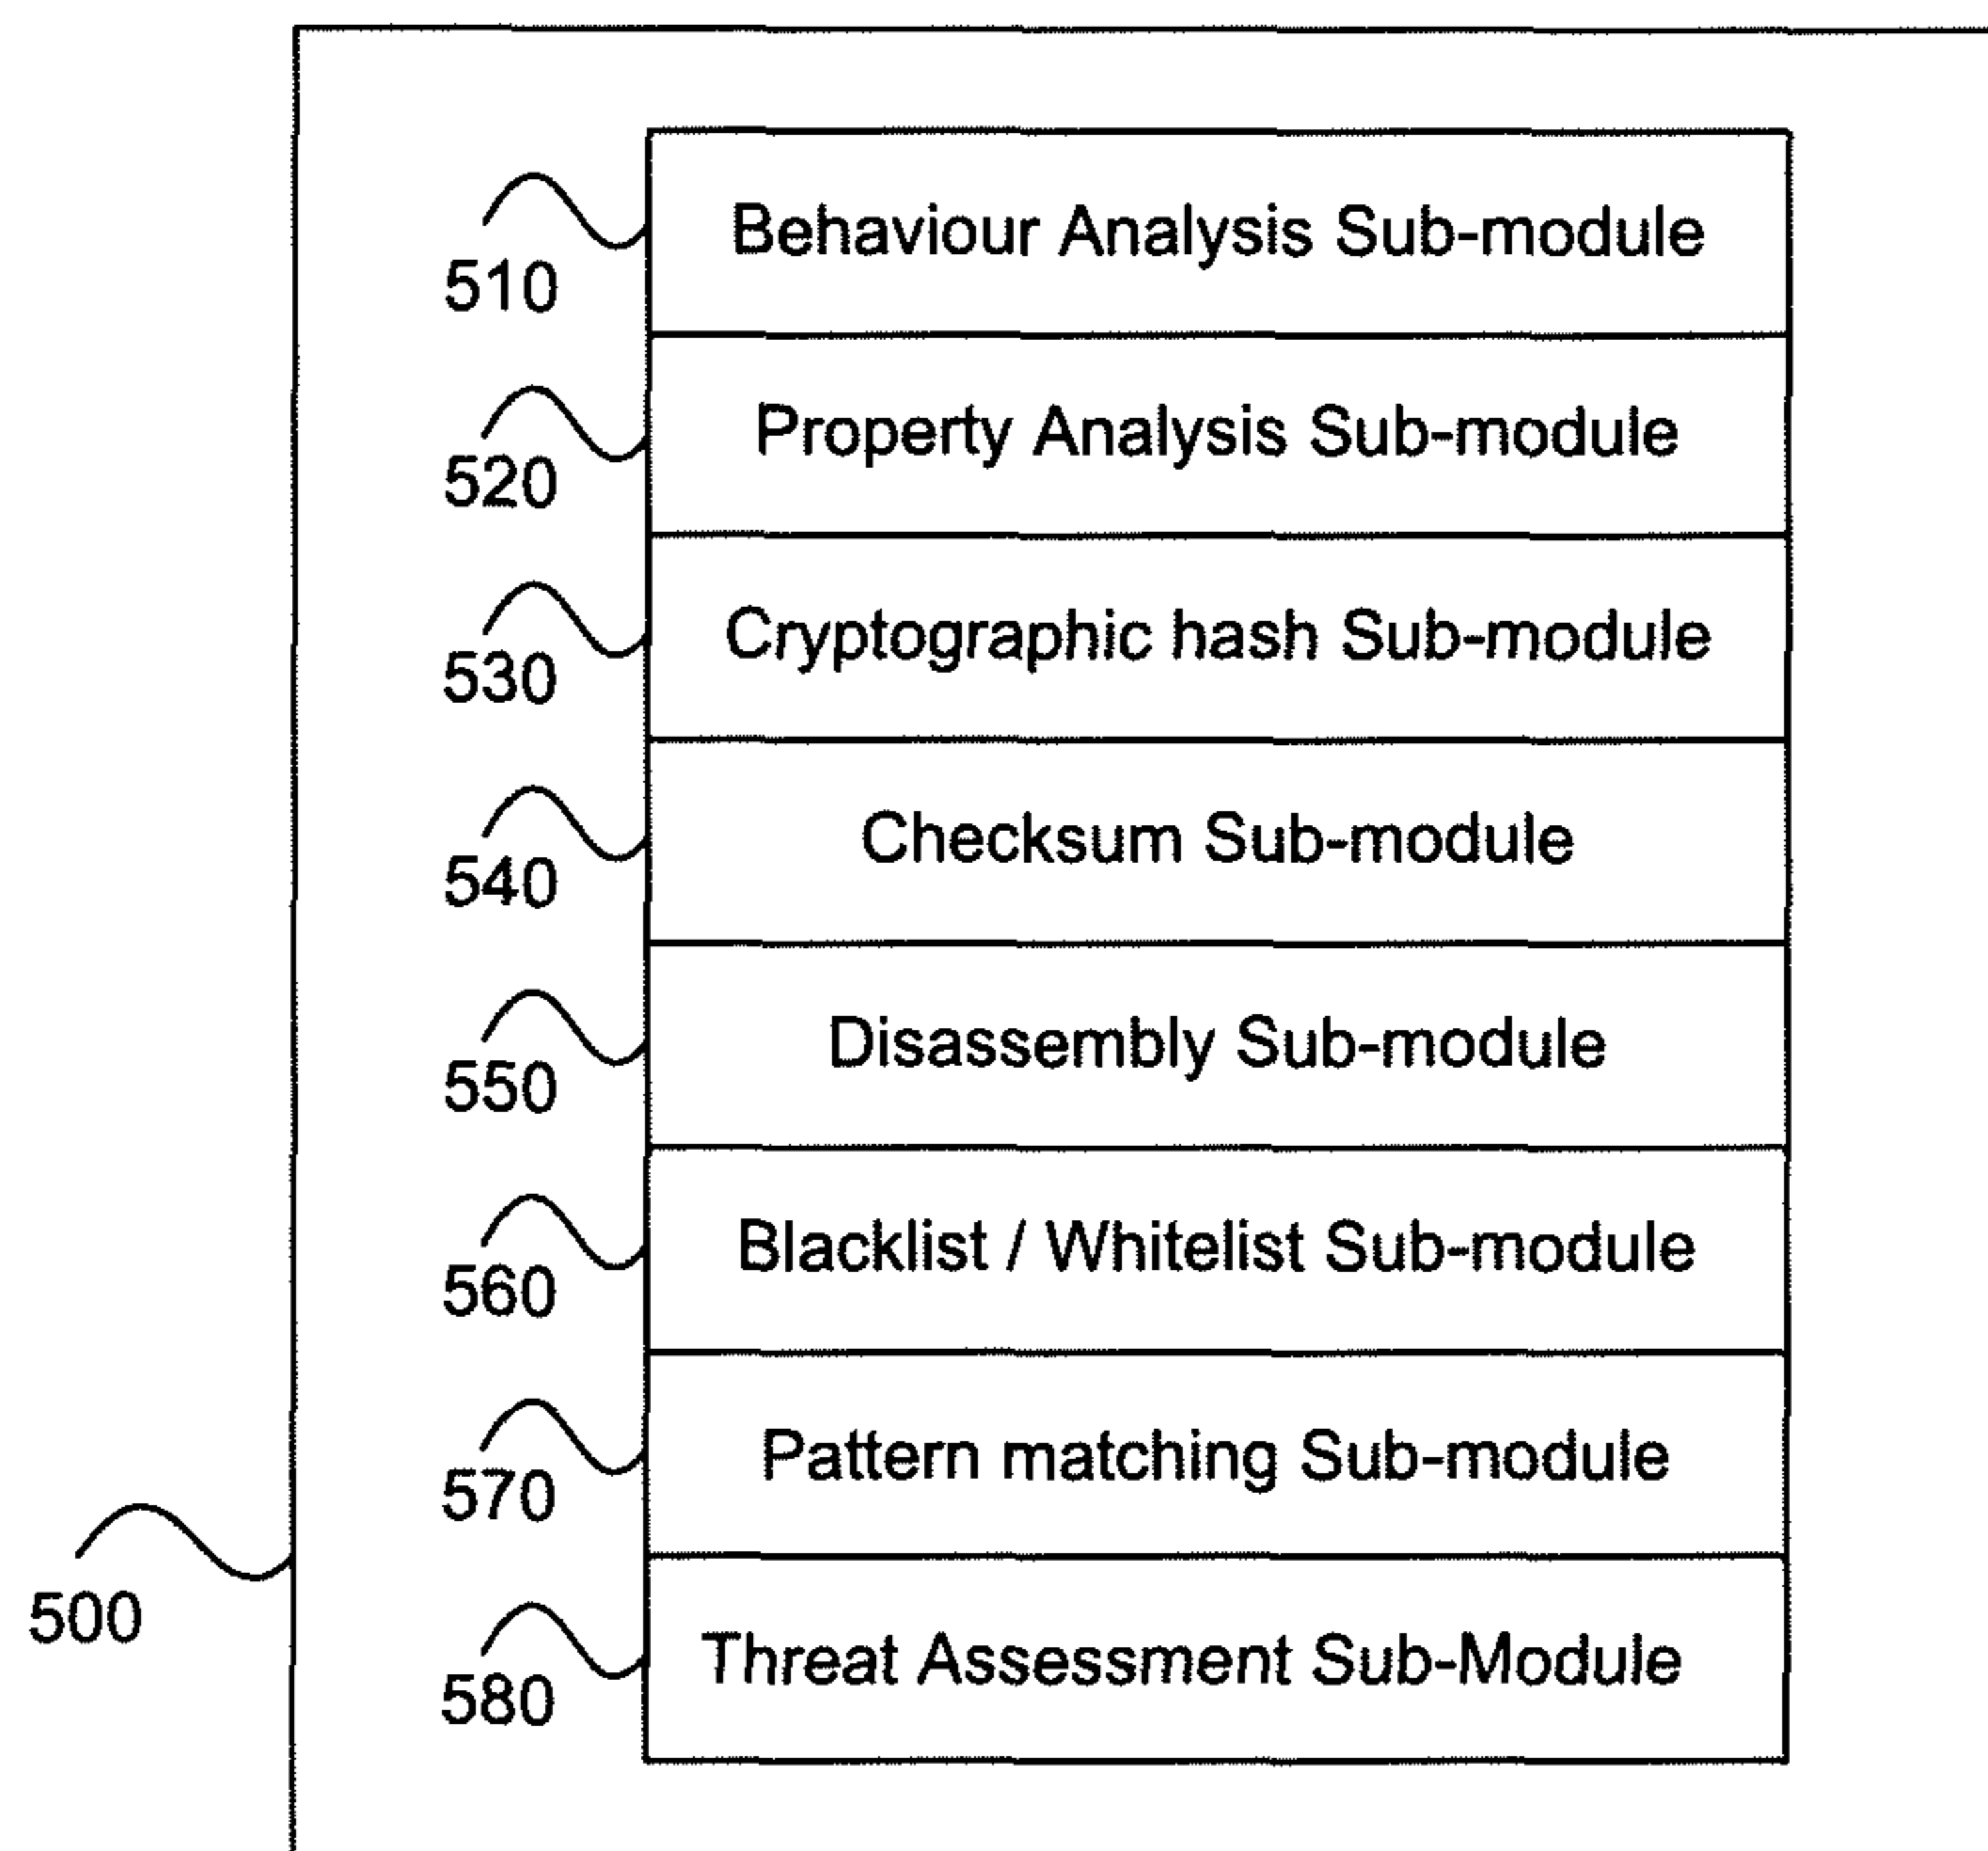 Behaviour Analysis Sub-module
510
Property Analysis Sub-module
520
Cryptographic hash Sub-module
530
Checksum Sub-module
540
Disassembly Sub-module
550
Blacklist / Whitelist Sub-module
560
Pattern matching Sub-module
570
500
Threat Assessment Sub-Module
580